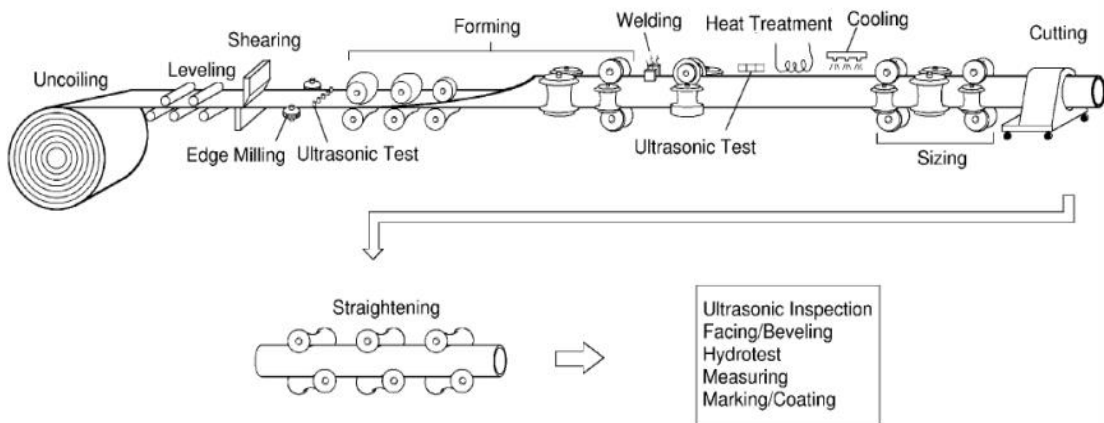 Uncoiling
Leveling
Shearing
Edge Milling
Ultrasonic Test
Forming
Welding
Ultrasonic Test
Heat Treatment
Cooling
Sizing
Cutting
Straightening
Ultrasonic Inspection
Facing/Beveling
Hydrotest
Measuring
Marking/Coating